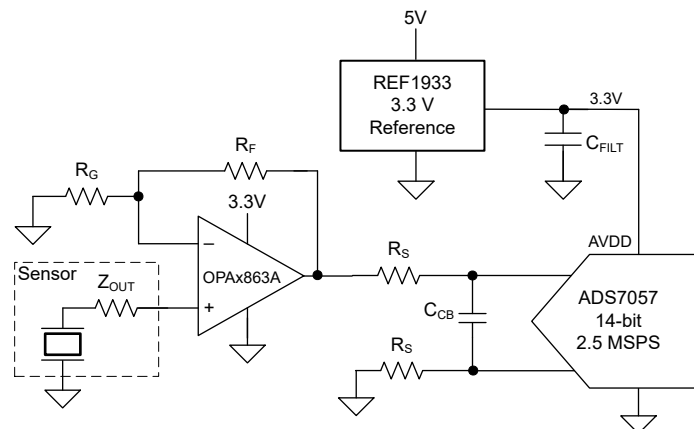 5V
REF1933
3.3 V
Reference
3.3V
C_FILT
R_F
R_G
3.3V
−
OPAx863A
+
Sensor
Z_OUT
R_S
C_CB
R_S
AVDD
ADS7057
14-bit
2.5 MSPS